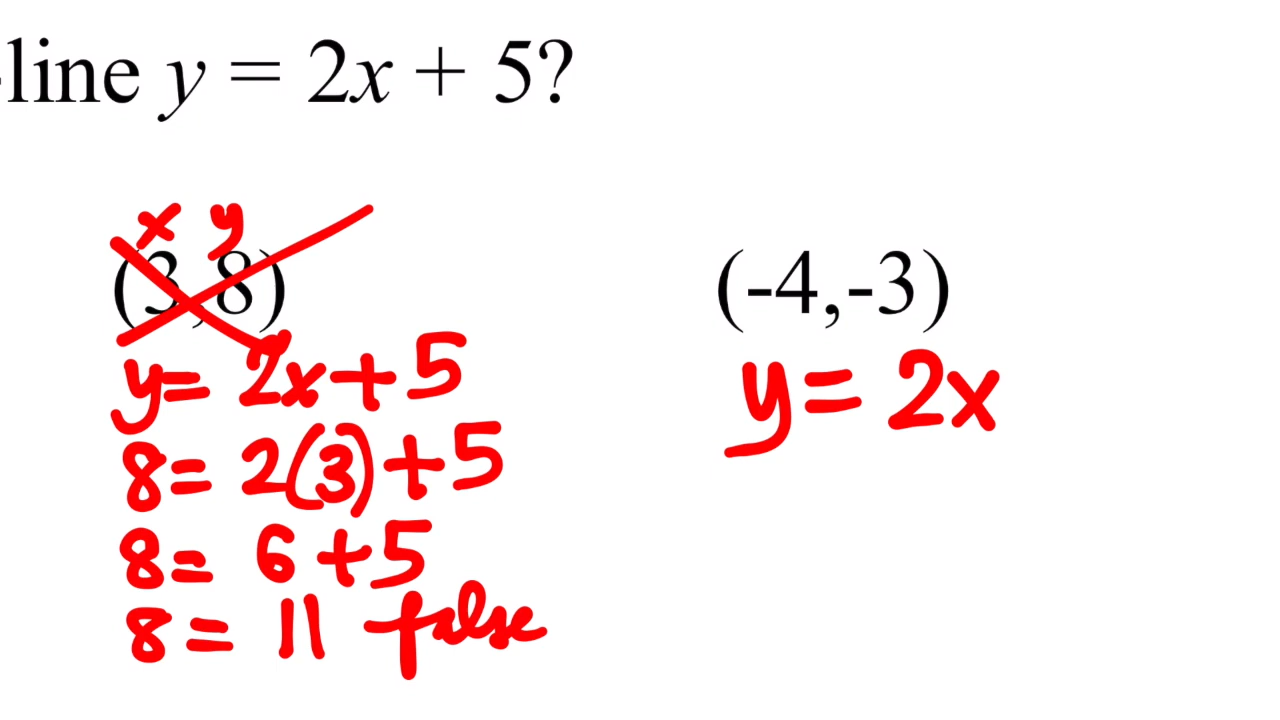 -line y = 2x + 5?
x y
(3,8)
(-4,-3)
y= 2x+5
y= 2x
8= 2(3)+5
8= 6+5
8= 11 false